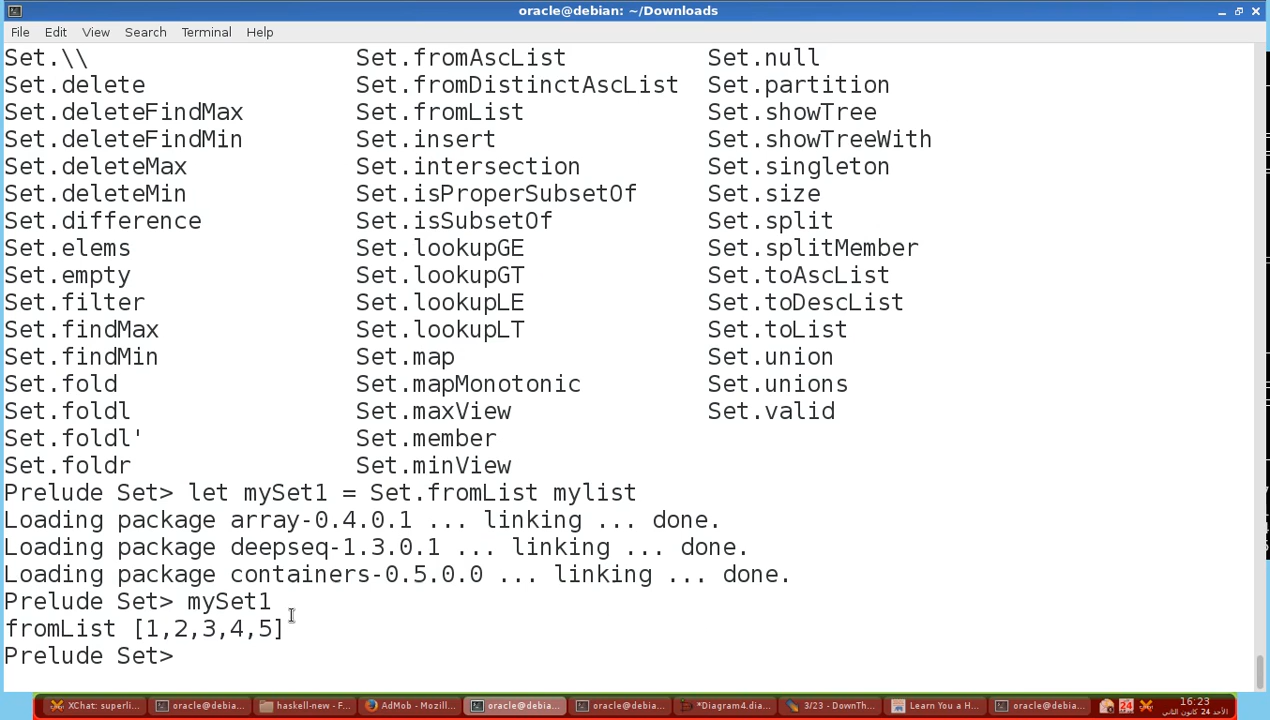 oracle@debian: ~/Downloads
File Edit View Search Terminal Help
Set.\\ Set.fromAscList Set.null
Set.delete Set.fromDistinctAscList Set.partition
Set.deleteFindMax Set.fromList Set.showTree
Set.deleteFindMin Set.insert Set.showTreeWith
Set.deleteMax Set.intersection Set.singleton
Set.deleteMin Set.isProperSubsetOf Set.size
Set.difference Set.isSubsetOf Set.split
Set.elems Set.lookupGE Set.splitMember
Set.empty Set.lookupGT Set.toAscList
Set.filter Set.lookupLE Set.toDescList
Set.findMax Set.lookupLT Set.toList
Set.findMin Set.map Set.union
Set.fold Set.mapMonotonic Set.unions
Set.foldl Set.maxView Set.valid
Set.foldl' Set.member
Set.foldr Set.minView
Prelude Set> let mySet1 = Set.fromList mylist
Loading package array-0.4.0.1 ... linking ... done.
Loading package deepseq-1.3.0.1 ... linking ... done.
Loading package containers-0.5.0.0 ... linking ... done.
Prelude Set> mySet1
fromList [1,2,3,4,5]
Prelude Set>
XChat: superli... oracle@debia... haskell-new - F... AdMob - Mozill... oracle@debia... oracle@debia... *Diagram4.dia... 3/23 - DownTh... Learn You a H... oracle@debia... 24 16:23
الأحد 24 كانون الثاني